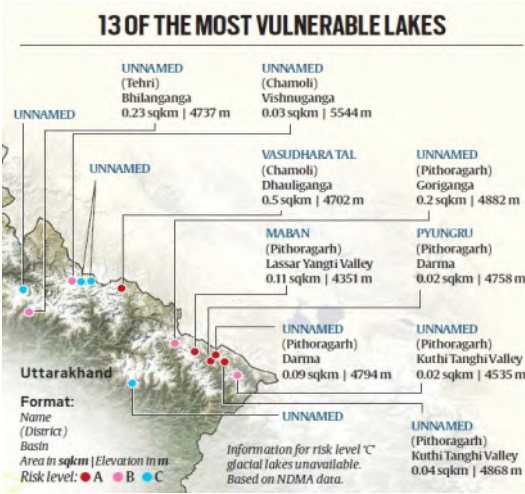 13 OF THE MOST VULNERABLE LAKES
UNNAMED
(Tehri)
Bhilanganga
0.23 sqkm | 4737 m
UNNAMED
(Chamoli)
Vishnuganga
0.03 sqkm | 5544 m
UNNAMED
UNNAMED
VASUDHARA TAL
(Chamoli)
Dhauliganga
0.5 sqkm | 4702 m
UNNAMED
(Pithoragarh)
Goriganga
0.2 sqkm | 4882 m
MABAN
(Pithoragarh)
Lassar Yangti Valley
0.11 sqkm | 4351 m
PYUNGRU
(Pithoragarh)
Darma
0.02 sqkm | 4758 m
UNNAMED
(Pithoragarh)
Darma
0.09 sqkm | 4794 m
UNNAMED
(Pithoragarh)
Kuthi Tanghi Valley
0.02 sqkm | 4535 m
UNNAMED
UNNAMED
(Pithoragarh)
Kuthi Tanghi Valley
0.04 sqkm | 4868 m
Uttarakhand
Format:
Name
(District)
Basin
Area in sqkm | Elevation in m
Risk level: A B C
Information for risk level 'C'
glacial lakes unavailable.
Based on NDMA data.